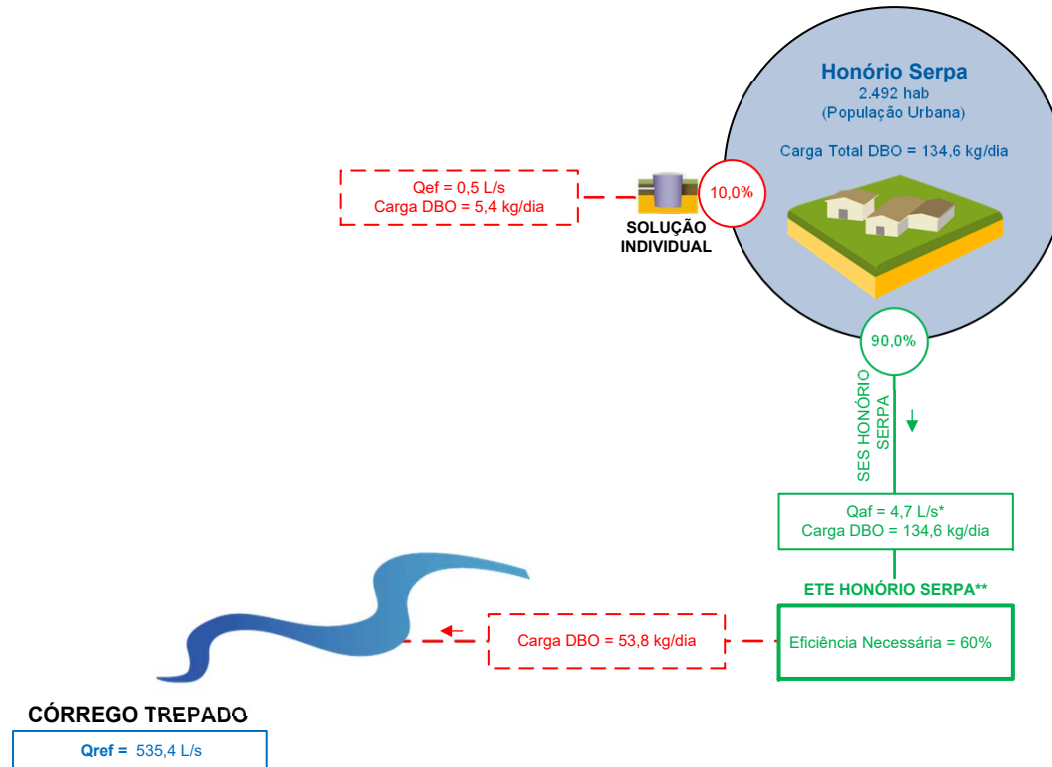 Honório Serpa
2.492 hab
(População Urbana)
Carga Total DBO = 134,6 kg/dia
Qef = 0,5 L/s
Carga DBO = 5,4 kg/dia
10,0%
SOLUÇÃO
INDIVIDUAL
90,0%
SES HONÓRIO
SERPA
Qaf = 4,7 L/s*
Carga DBO = 134,6 kg/dia
ETE HONÓRIO SERPA**
Carga DBO = 53,8 kg/dia
Eficiência Necessária = 60%
CÓRREGO TREPADO
Qref = 535,4 L/s